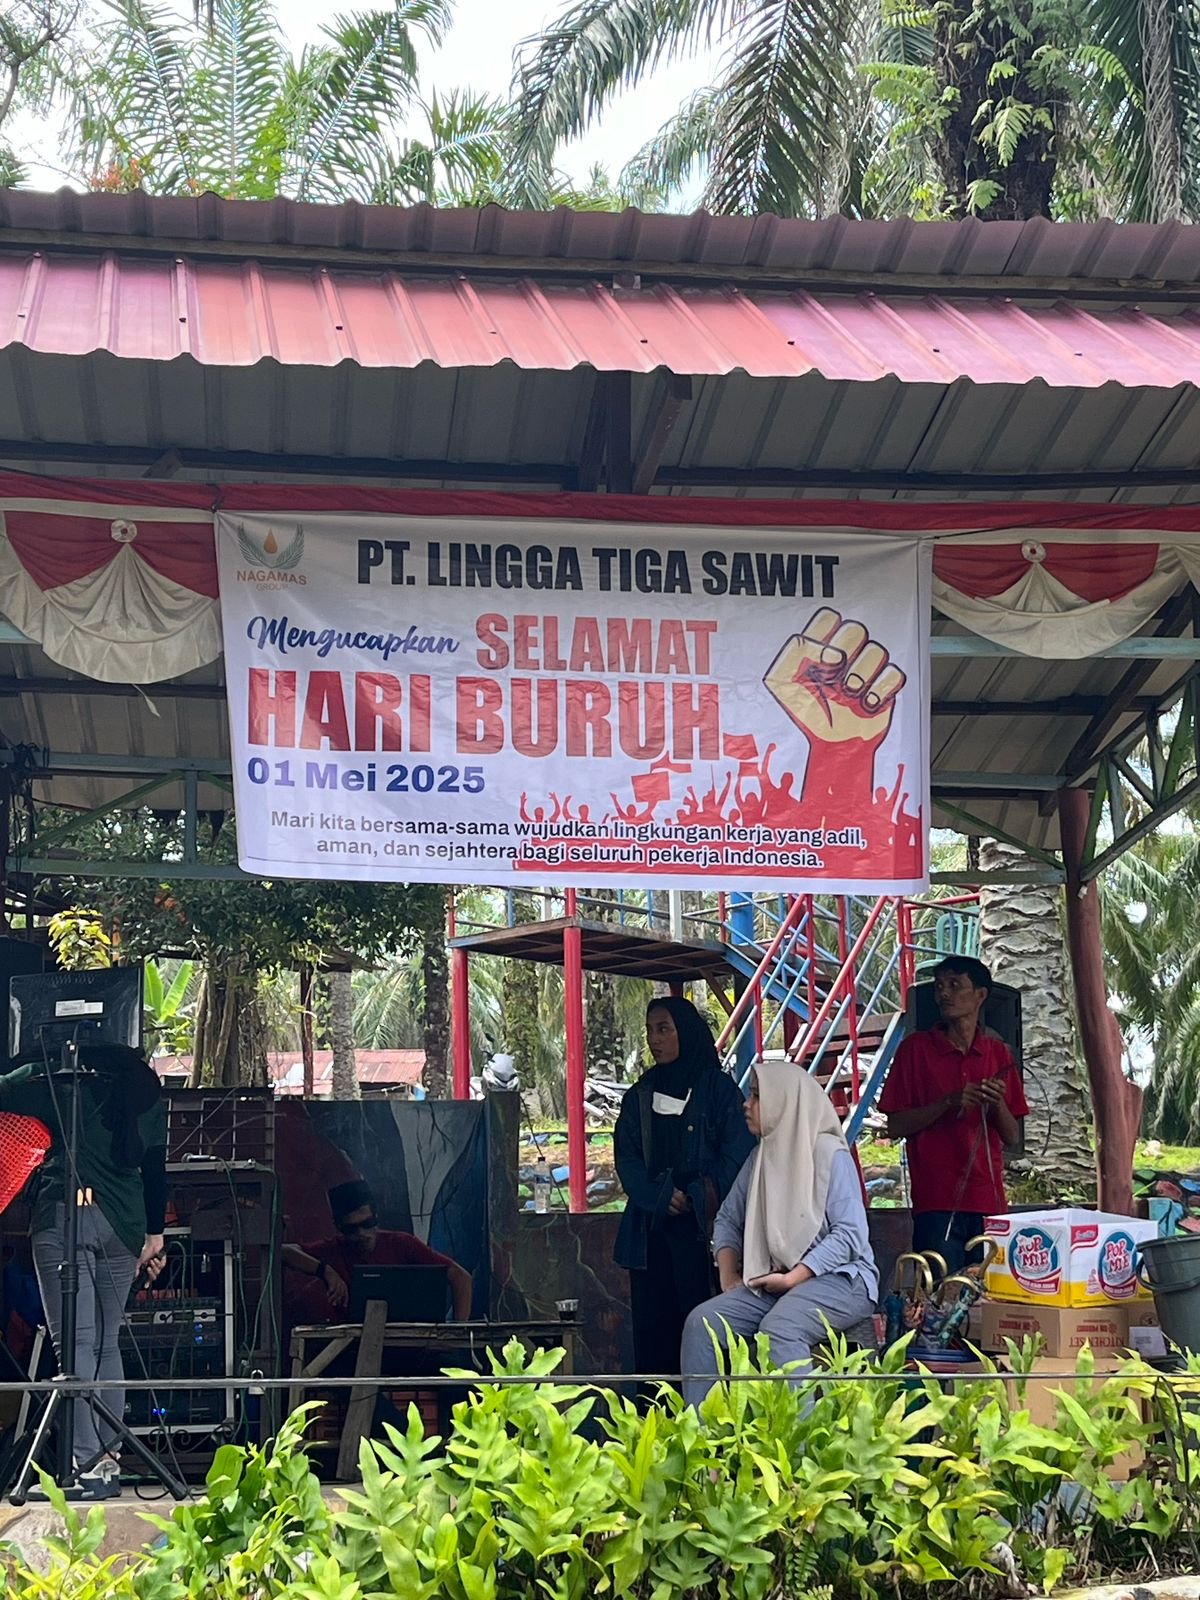 NAGAMAS
GROUP
PT. LINGGA TIGA SAWIT
Mengucapkan SELAMAT
HARI BURUH
01 Mei 2025
Mari kita bersama-sama wujudkan lingkungan kerja yang adil,
aman, dan sejahtera bagi seluruh pekerja Indonesia.
POP
MIE
POP
MIE
KITCHEN SET